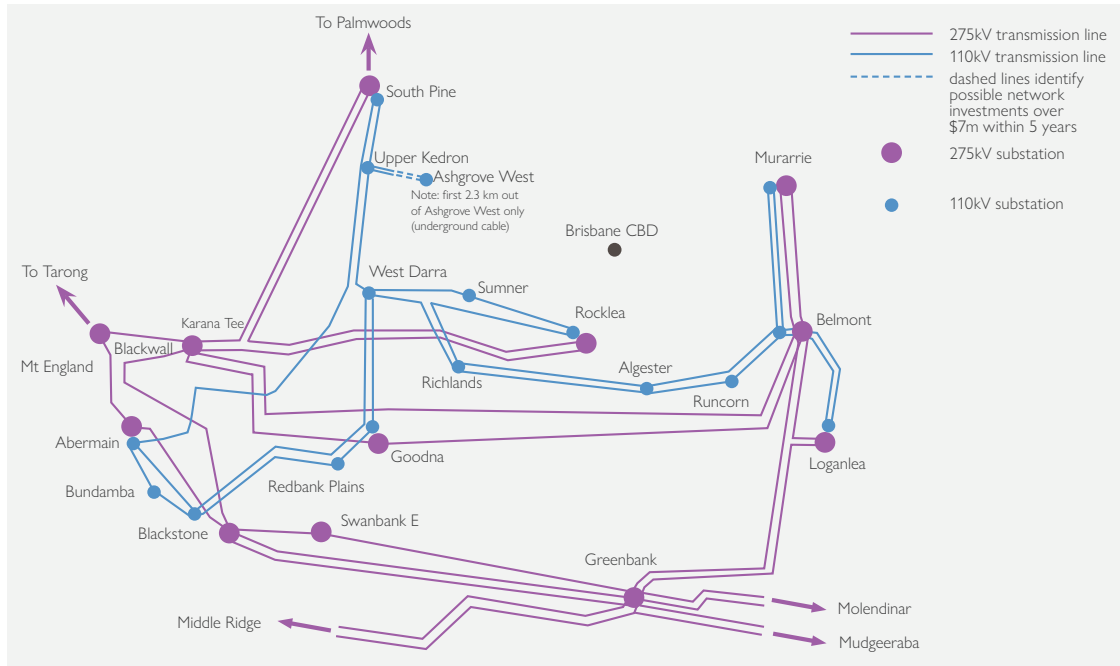 To Palmwoods
275kV transmission line
110kV transmission line
dashed lines identify
possible network
investments over
$7m within 5 years
275kV substation
110kV substation
South Pine
Upper Kedron
Ashgrove West
Note: first 2.3 km out
of Ashgrove West only
(underground cable)
Murarrie
Brisbane CBD
To Tarong
West Darra
Sumner
Rocklea
Karana Tee
Blackwall
Mt England
Belmont
Richlands
Algester
Runcorn
Abermain
Goodna
Loganlea
Bundamba
Redbank Plains
Blackstone
Swanbank E
Greenbank
Middle Ridge
Molendinar
Mudgeeraba